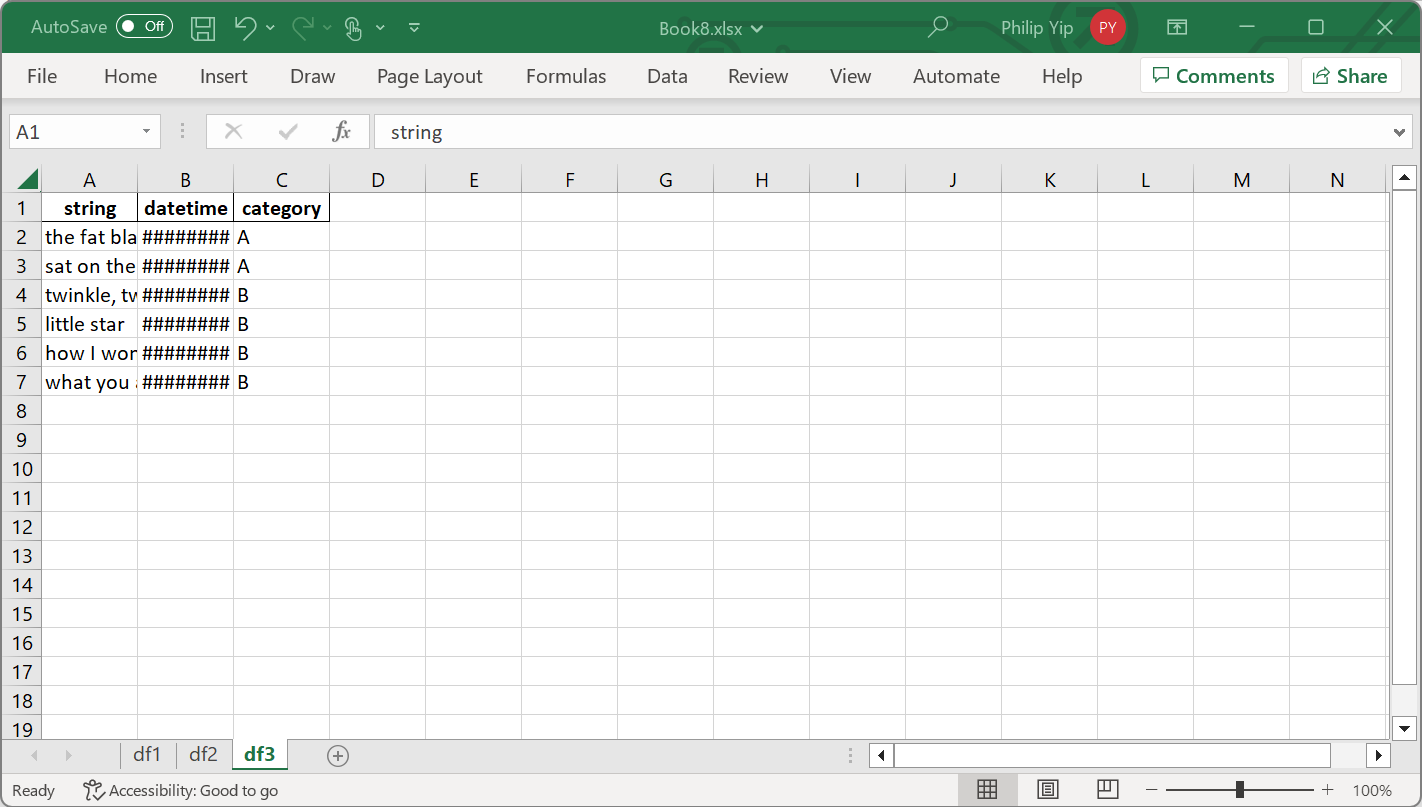 AutoSave Off Book8.xlsx Philip Yip PY
File Home Insert Draw Page Layout Formulas Data Review View Automate Help Comments Share
A1 fx string
A B C D E F G H I J K L M N
1 string datetime category
2 the fat bla ######## A
3 sat on the ######## A
4 twinkle, tw ######## B
5 little star ######## B
6 how I wor ######## B
7 what you ######## B
8
9
10
11
12
13
14
15
16
17
18
19
df1 df2 df3
Ready Accessibility: Good to go 100%